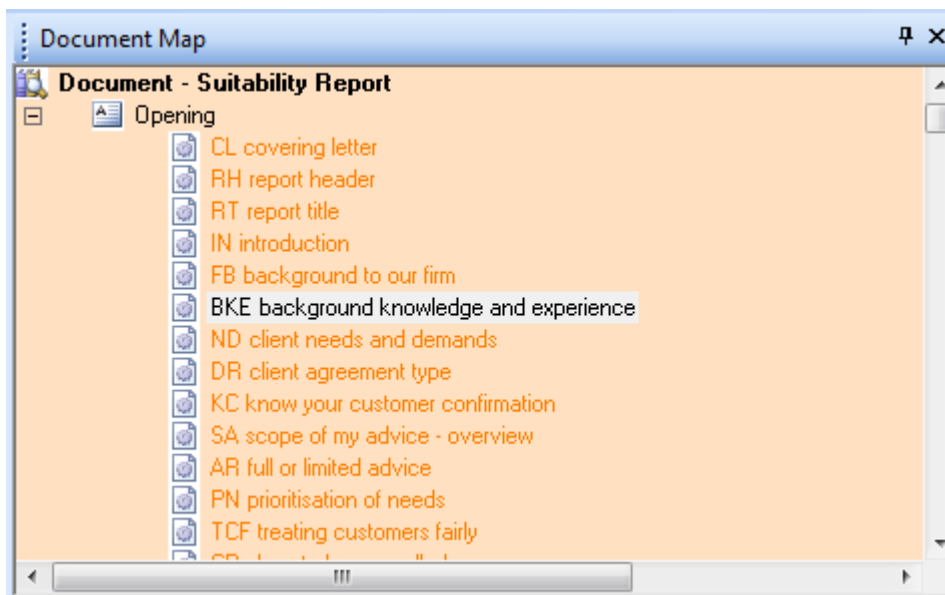 Document Map
Document - Suitability Report
Opening
CL covering letter
RH report header
RT report title
IN introduction
FB background to our firm
BKE background knowledge and experience
ND client needs and demands
DR client agreement type
KC know your customer confirmation
SA scope of my advice - overview
AR full or limited advice
PN prioritisation of needs
TCF treating customers fairly